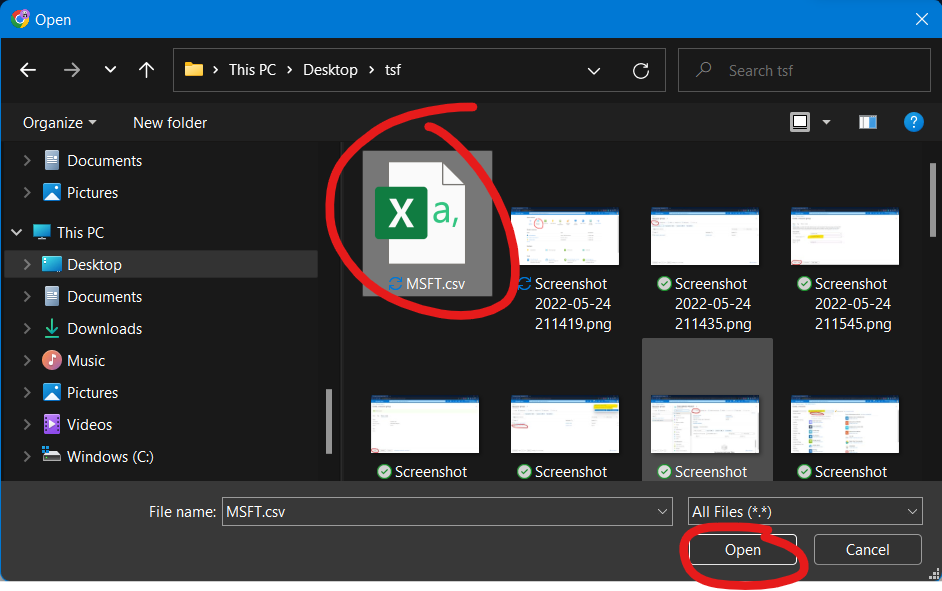 Open
This PC
Desktop
tsf
Search tsf
Organize
New folder
?
Documents
Pictures
This PC
Desktop
Documents
Downloads
Music
Pictures
Videos
Windows (C:)
X a,
MSFT.csv
Screenshot
2022-05-24
211419.png
Screenshot
2022-05-24
211435.png
Screenshot
2022-05-24
211545.png
Screenshot
Screenshot
Screenshot
Screenshot
File name: MSFT.csv
All Files (*.*)
Open
Cancel